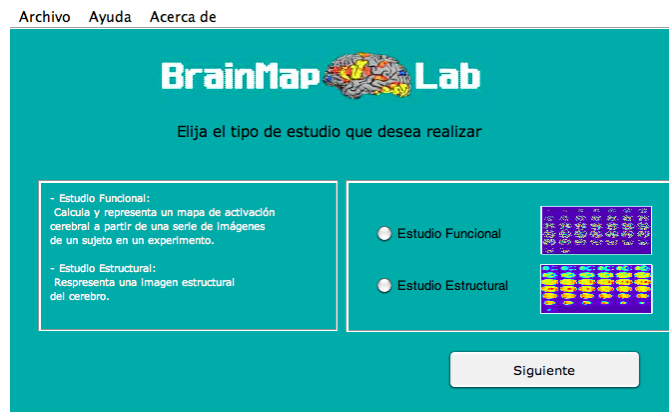 Archivo Ayuda Acerca de
BrainMap Lab
Elija el tipo de estudio que desea realizar
- Estudio Funcional:
Calcula y representa un mapa de activación
cerebral a partir de una serie de imágenes
de un sujeto en un experimento.
- Estudio Estructural:
Respresenta una imagen estructural
del cerebro.
Estudio Funcional
Estudio Estructural
Siguiente